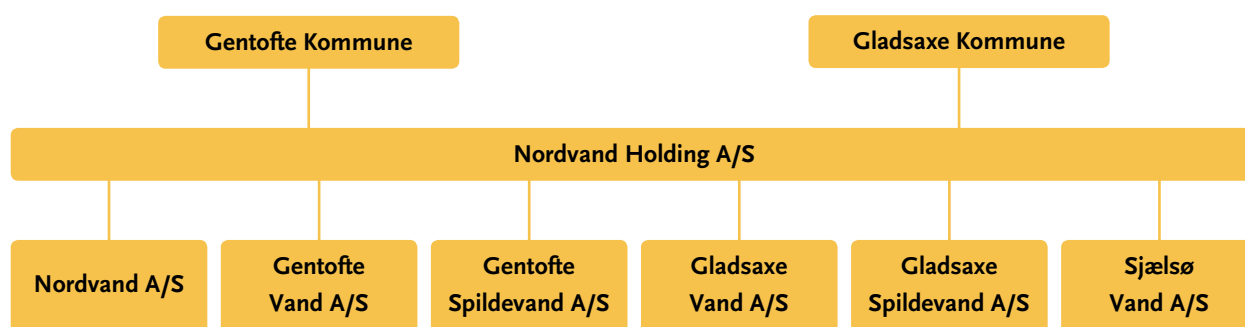 Gentofte Kommune
Gladsaxe Kommune
Nordvand Holding A/S
Nordvand A/S
Gentofte
Vand A/S
Gentofte
Spildevand A/S
Gladsaxe
Vand A/S
Gladsaxe
Spildevand A/S
Sjælsø
Vand A/S